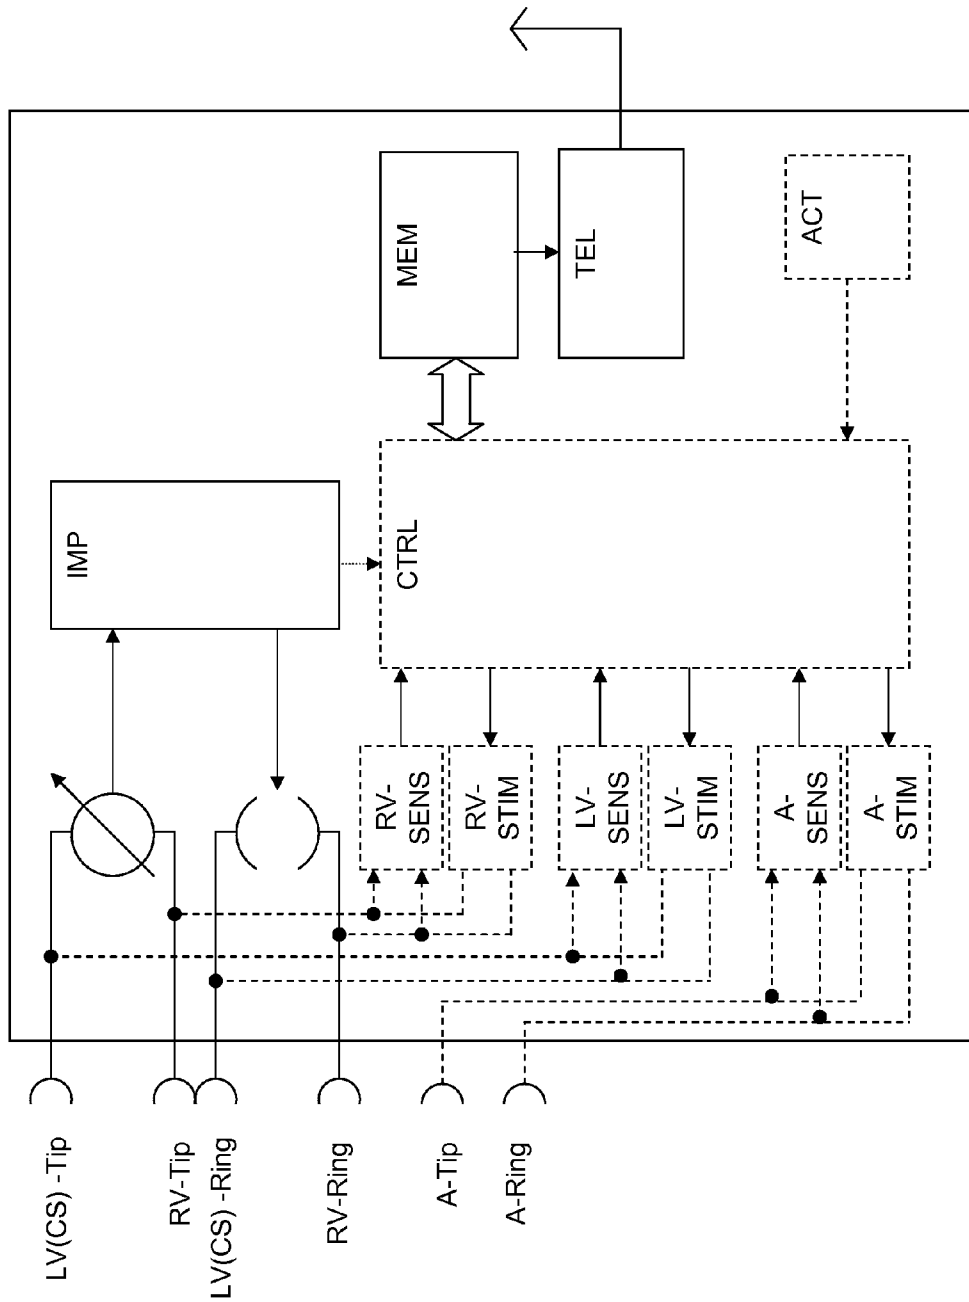 LV(CS) -Tip
RV-Tip
LV(CS) -Ring
RV-Ring
A-Tip
A-Ring
IMP
RV-
SENS
RV-
STIM
LV-
SENS
LV-
STIM
A-
SENS
A-
STIM
CTRL
MEM
TEL
ACT